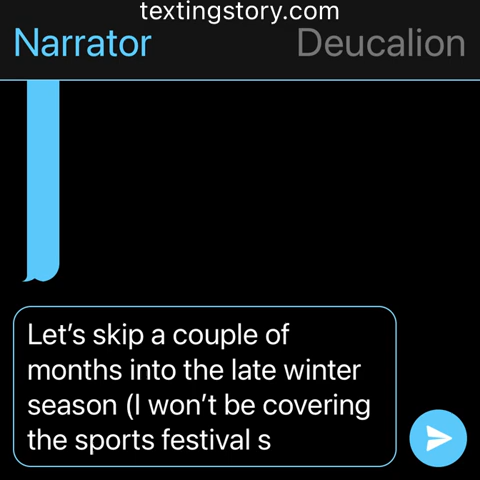 textingstory.com
Narrator Deucalion
Let’s skip a couple of
months into the late winter
season (I won’t be covering
the sports festival s